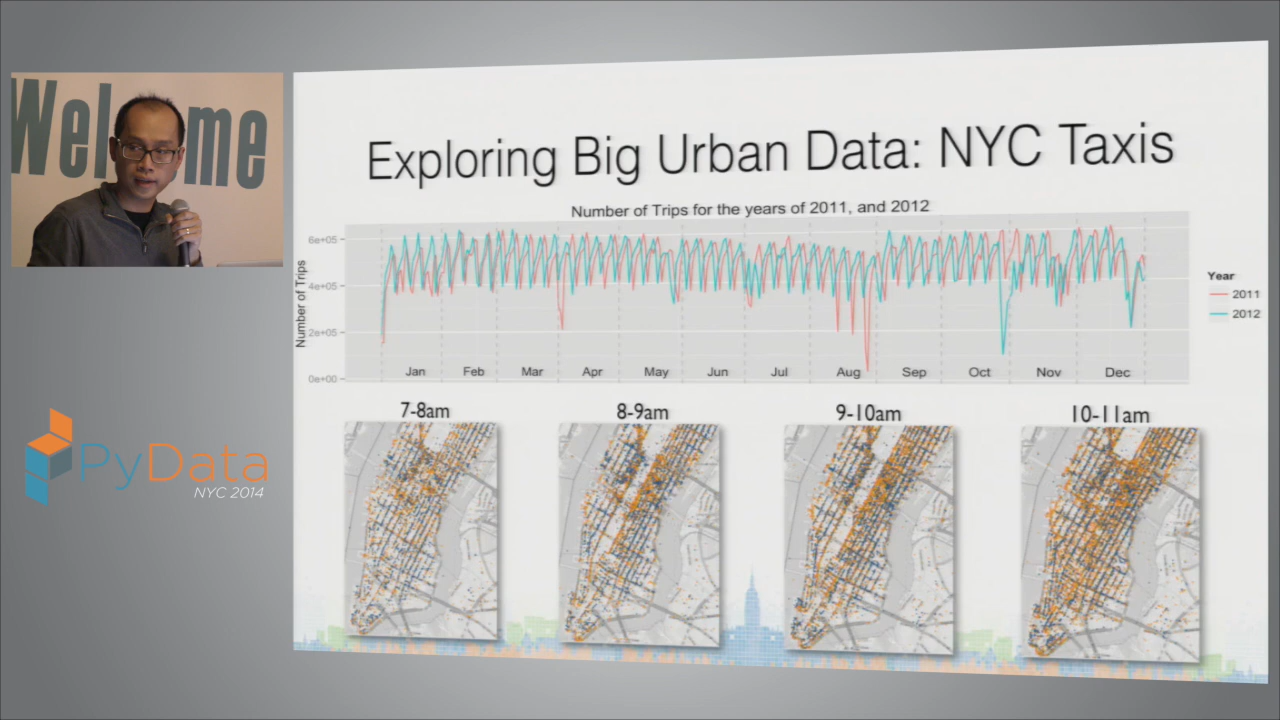 Welcome
PyData
NYC 2014
Exploring Big Urban Data: NYC Taxis
Number of Trips for the years of 2011, and 2012
Number of Trips
6e+05
4e+05
2e+05
0e+00
Jan Feb Mar Apr May Jun Jul Aug Sep Oct Nov Dec
Year
2011
2012
7-8am 8-9am 9-10am 10-11am